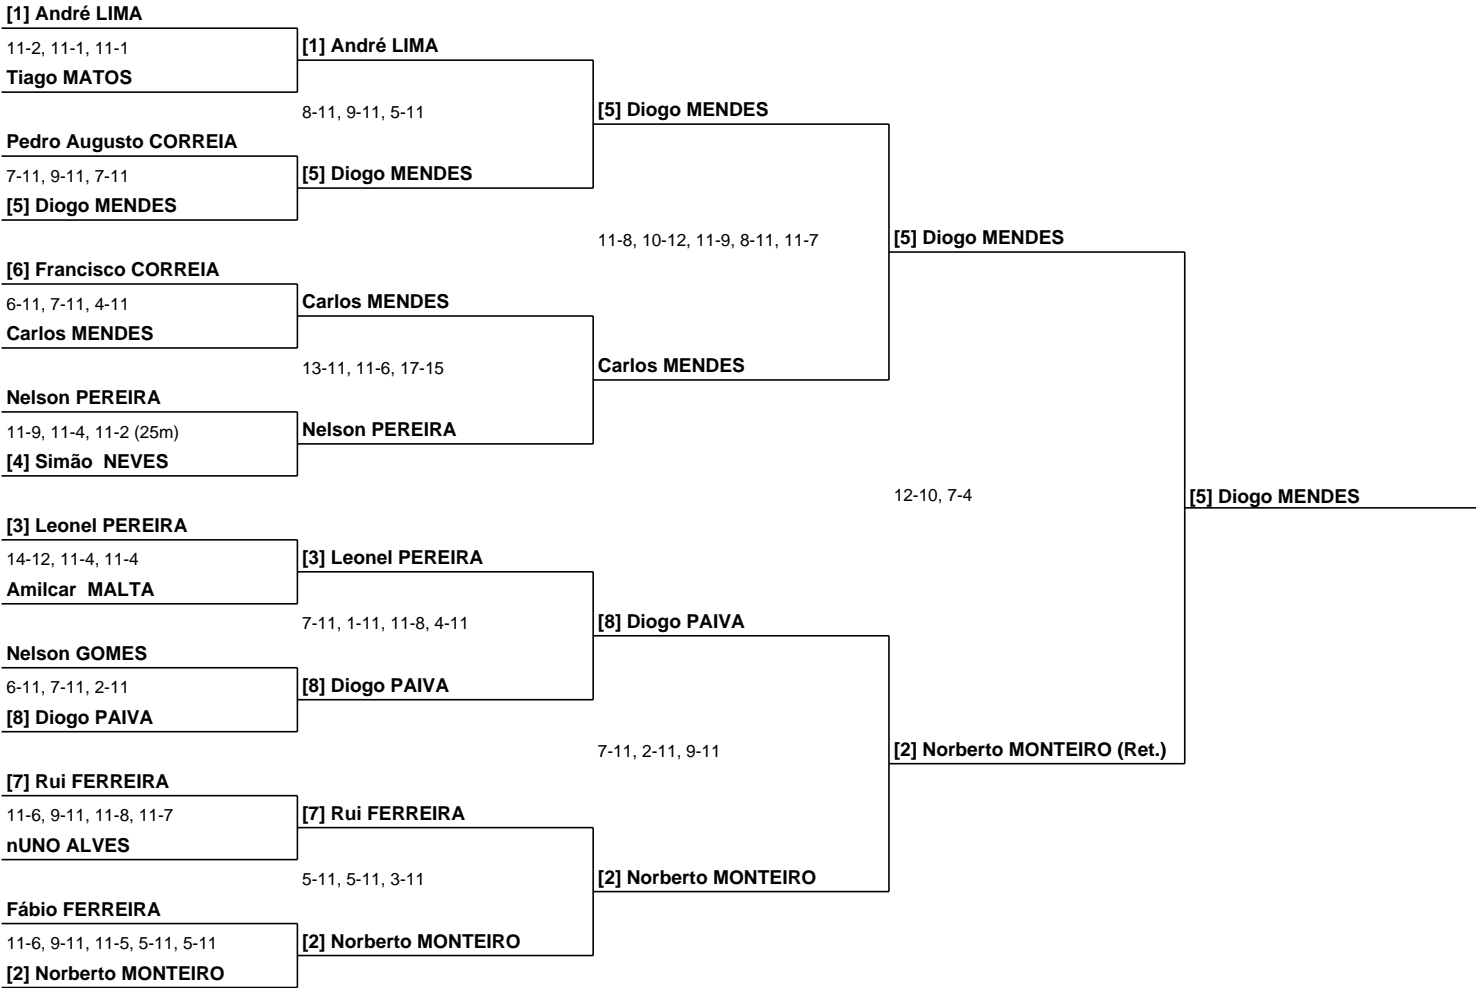 [1] André LIMA
11-2, 11-1, 11-1
Tiago MATOS
Pedro Augusto CORREIA
7-11, 9-11, 7-11
[5] Diogo MENDES
[6] Francisco CORREIA
6-11, 7-11, 4-11
Carlos MENDES
Nelson PEREIRA
11-9, 11-4, 11-2 (25m)
[4] Simão  NEVES
[3] Leonel PEREIRA
14-12, 11-4, 11-4
Amilcar  MALTA
Nelson GOMES
6-11, 7-11, 2-11
[8] Diogo PAIVA
[7] Rui FERREIRA
11-6, 9-11, 11-8, 11-7
nUNO ALVES
Fábio FERREIRA
11-6, 9-11, 11-5, 5-11, 5-11
[2] Norberto MONTEIRO
[1] André LIMA
8-11, 9-11, 5-11
[5] Diogo MENDES
Carlos MENDES
13-11, 11-6, 17-15
Nelson PEREIRA
[3] Leonel PEREIRA
7-11, 1-11, 11-8, 4-11
[8] Diogo PAIVA
[7] Rui FERREIRA
5-11, 5-11, 3-11
[2] Norberto MONTEIRO
[5] Diogo MENDES
11-8, 10-12, 11-9, 8-11, 11-7
Carlos MENDES
[8] Diogo PAIVA
7-11, 2-11, 9-11
[2] Norberto MONTEIRO
[5] Diogo MENDES
12-10, 7-4
[2] Norberto MONTEIRO (Ret.)
[5] Diogo MENDES